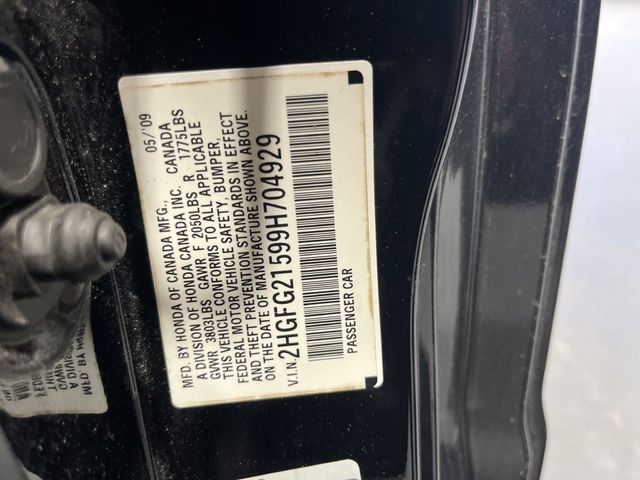 MFD. BY HONDA OF CANADA MFG., 05/'09
A DIVISION OF HONDA CANADA INC. CANADA
GVWR 3803LBS GAWR F 2050LBS R 1775LBS
THIS VEHICLE CONFORMS TO ALL APPLICABLE
FEDERAL MOTOR VEHICLE SAFETY, BUMPER,
AND THEFT PREVENTION STANDARDS IN EFFECT
ON THE DATE OF MANUFACTURE SHOWN ABOVE.
V.I.N. 2HGFG21599H704929
PASSENGER CAR